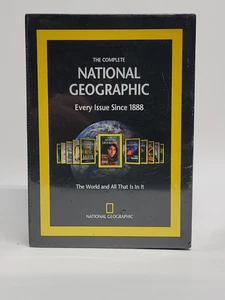 THE COMPLETE
NATIONAL
GEOGRAPHIC
Every Issue Since 1888
The World and All That Is In It
NATIONAL GEOGRAPHIC